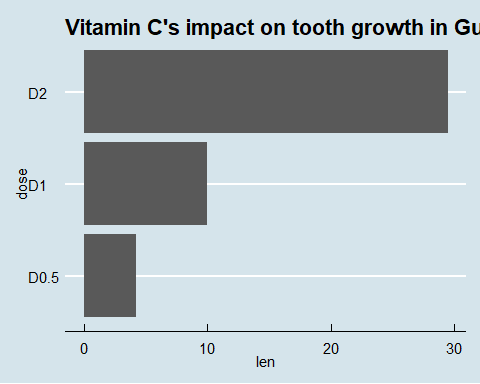 Vitamin C's impact on tooth growth in Gu
D2
D1
D0.5
dose
0 10 20 30
len